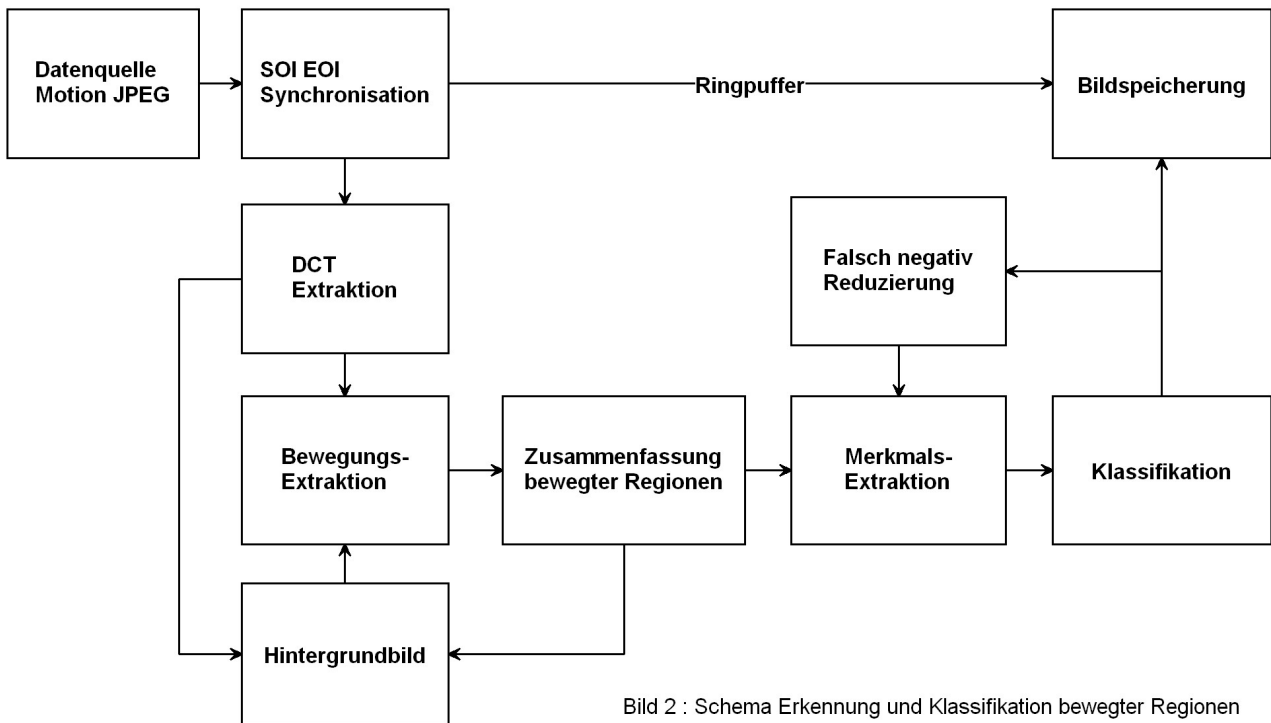 Datenquelle
Motion JPEG
SOI EOI
Synchronisation
Ringpuffer
Bildspeicherung
DCT
Extraktion
Falsch negativ
Reduzierung
Bewegungs-
Extraktion
Zusammenfassung
bewegter Regionen
Merkmals-
Extraktion
Klassifikation
Hintergrundbild
Bild 2 : Schema Erkennung und Klassifikation bewegter Regionen